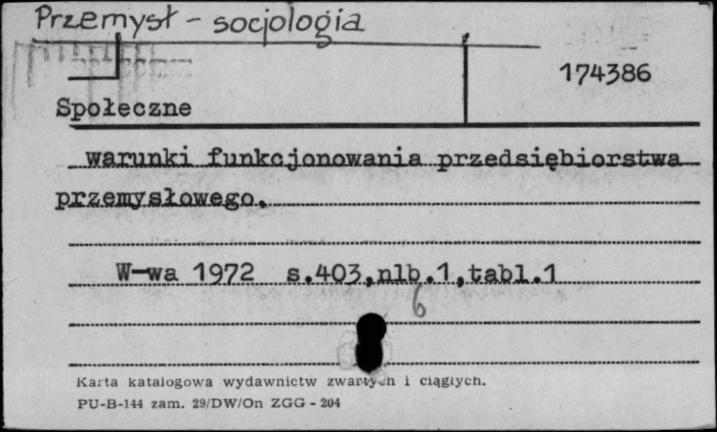 Przemysł - socjologia
174386
Społeczne
warunki funkcjonowania przedsiębiorstwa
przemysłowego.
W-wa 1972 s.403,nlb.1,tabl.1
6
Karta katalogowa wydawnictw zwartych i ciągłych.
PU-B-144 zam. 29/DW/On ZGG - 204